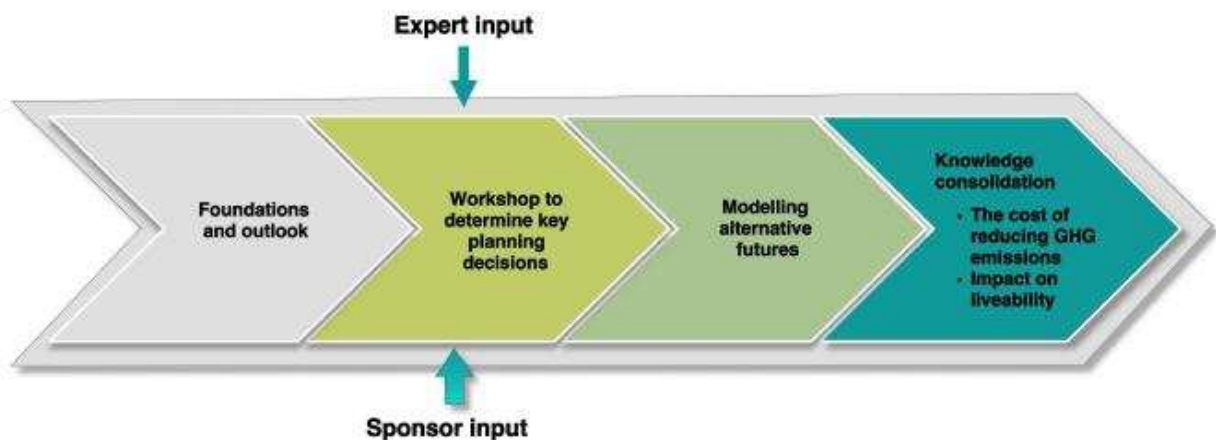 Expert input
Foundations
and outlook
Workshop to
determine key
planning
decisions
Modelling
alternative
futures
Knowledge
consolidation
• The cost of
reducing GHG
emissions
• Impact on
liveability
Sponsor input